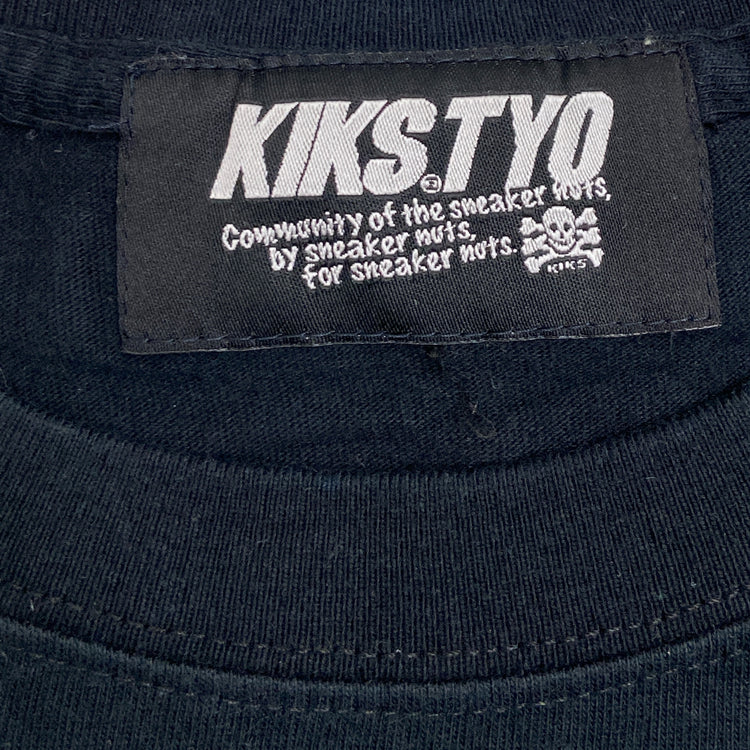 KIKS.TYO
Community of the sneaker nuts,
by sneaker nuts,
for sneaker nuts.
KIKS